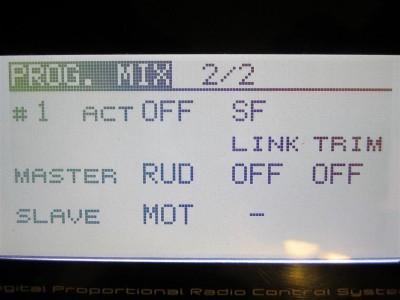 PROG. MIX 2/2
#1 ACT OFF SF
LINK TRIM
MASTER RUD OFF OFF
SLAVE MOT -
Digital Proportional Radio Control System